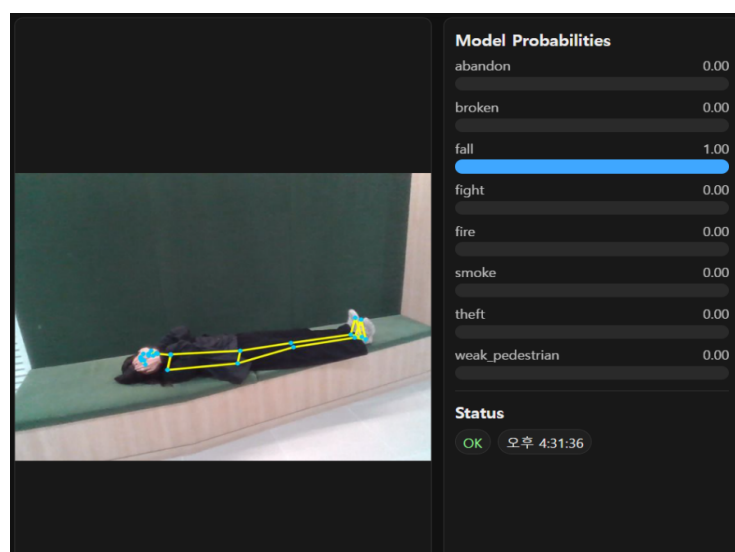 Model Probabilities
abandon 0.00
broken 0.00
fall 1.00
fight 0.00
fire 0.00
smoke 0.00
theft 0.00
weak_pedestrian 0.00
Status
OK 오후 4:31:36